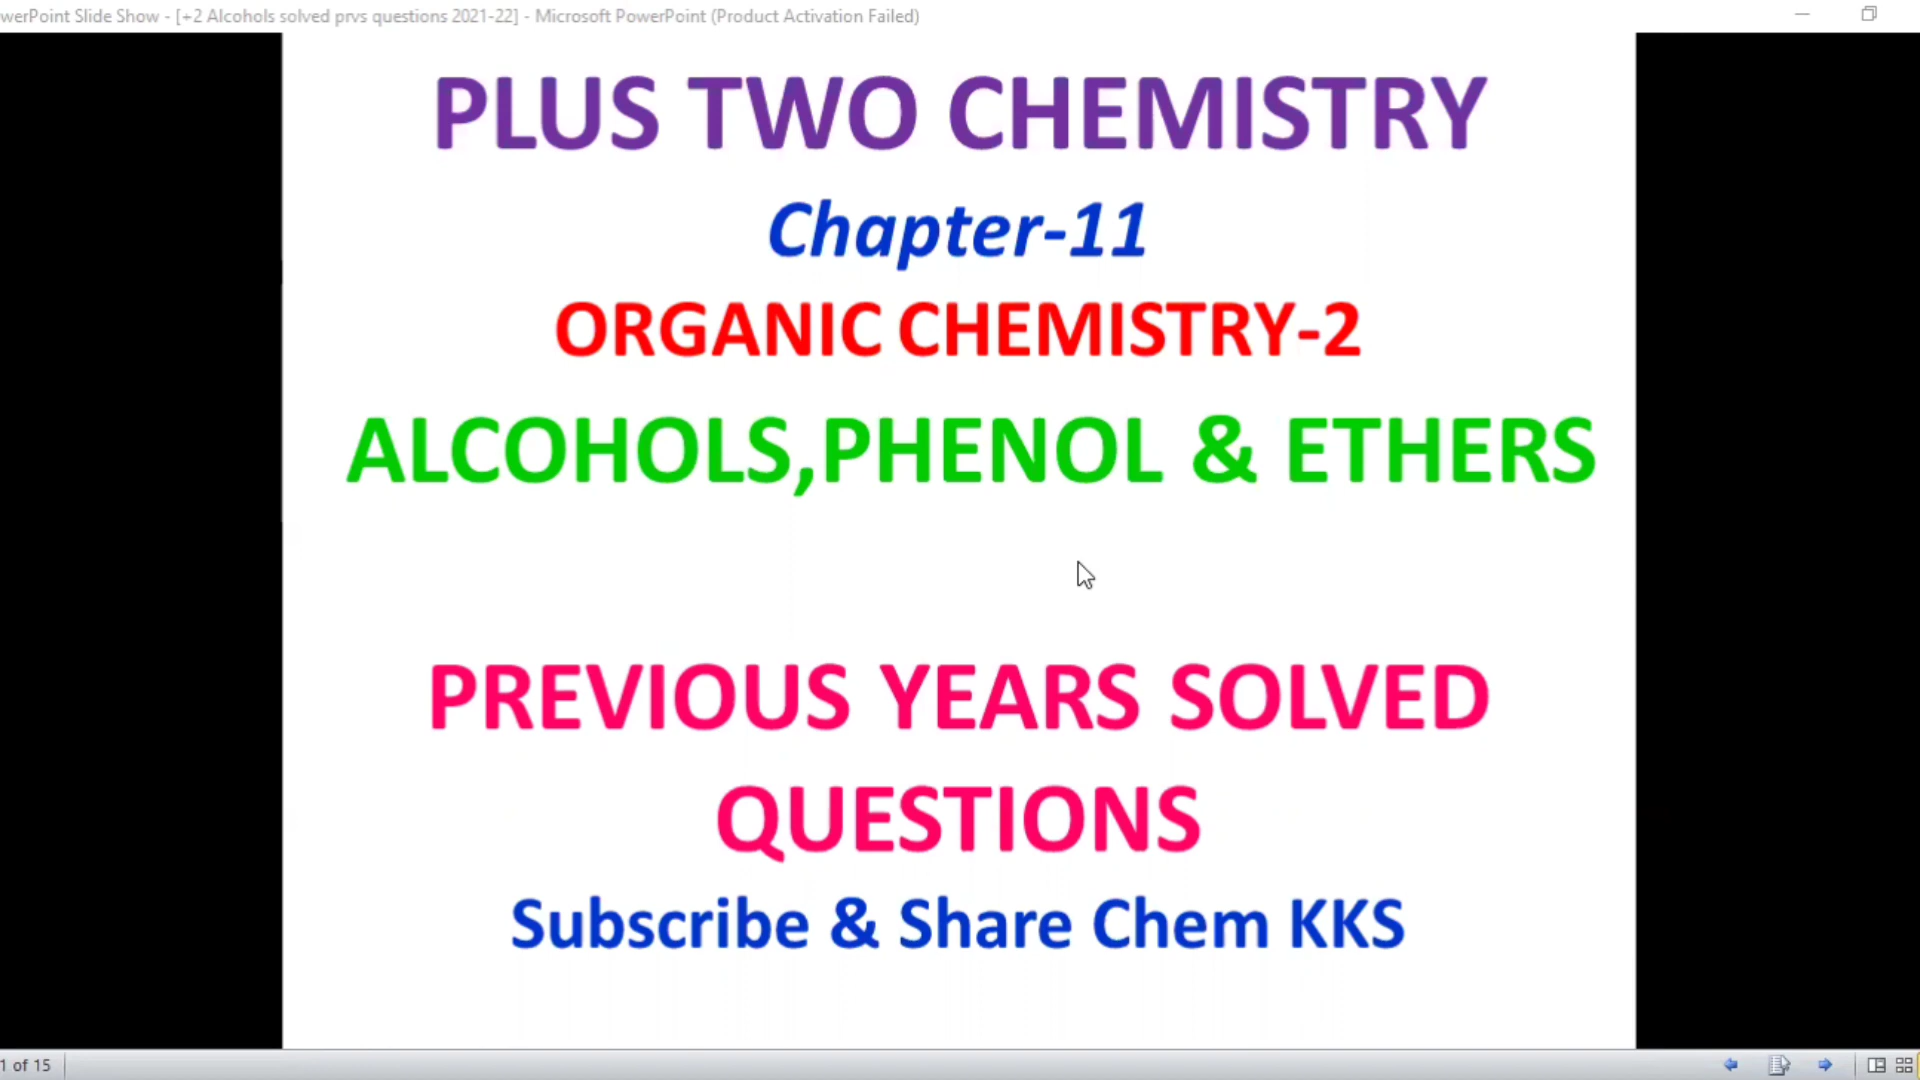 werPoint Slide Show - [+2 Alcohols solved prvs questions 2021-22] - Microsoft PowerPoint (Product Activation Failed)
PLUS TWO CHEMISTRY
Chapter-11
ORGANIC CHEMISTRY-2
ALCOHOLS,PHENOL & ETHERS
PREVIOUS YEARS SOLVED
QUESTIONS
Subscribe & Share Chem KKS
1 of 15